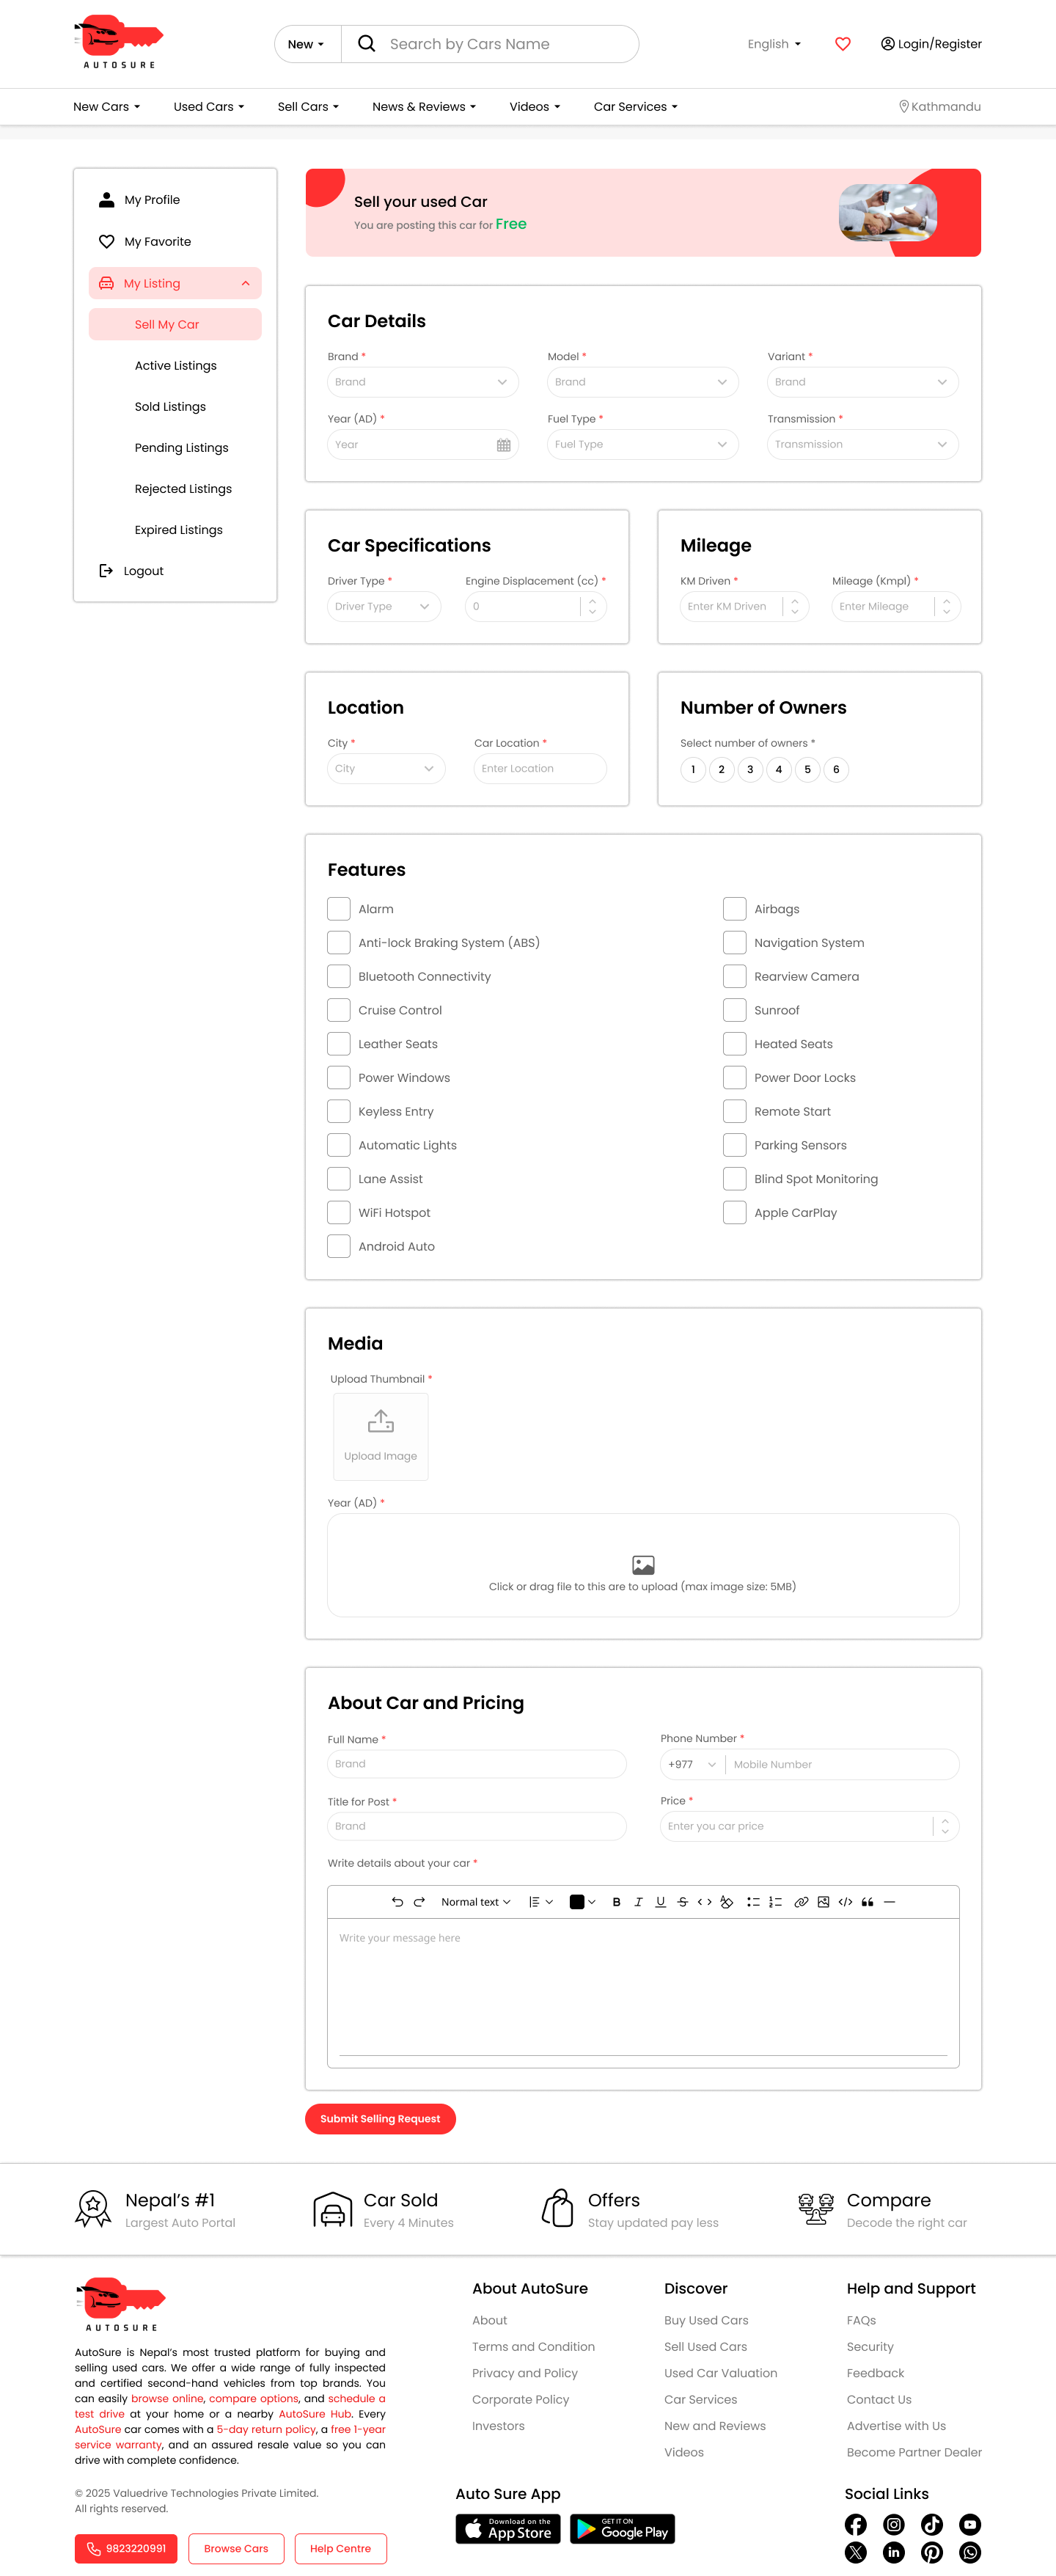 AUTOSURE
New
Search by Cars Name
English
Login/Register
New Cars
Used Cars
Sell Cars
News & Reviews
Videos
Car Services
Kathmandu
My Profile
My Favorite
My Listing
Sell My Car
Active Listings
Sold Listings
Pending Listings
Rejected Listings
Expired Listings
Logout
Sell your used Car
You are posting this car for Free
Car Details
Brand *
Model *
Variant *
Brand
Brand
Brand
Year (AD) *
Fuel Type *
Transmission *
Year
Fuel Type
Transmission
Car Specifications
Driver Type *
Engine Displacement (cc) *
Driver Type
0
Mileage
KM Driven *
Mileage (Kmpl) *
Enter KM Driven
Enter Mileage
Location
City *
Car Location *
City
Enter Location
Number of Owners
Select number of owners *
1 2 3 4 5 6
Features
Alarm
Airbags
Anti-lock Braking System (ABS)
Navigation System
Bluetooth Connectivity
Rearview Camera
Cruise Control
Sunroof
Leather Seats
Heated Seats
Power Windows
Power Door Locks
Keyless Entry
Remote Start
Automatic Lights
Parking Sensors
Lane Assist
Blind Spot Monitoring
WiFi Hotspot
Apple CarPlay
Android Auto
Media
Upload Thumbnail *
Upload Image
Year (AD) *
Click or drag file to this are to upload (max image size: 5MB)
About Car and Pricing
Full Name *
Phone Number *
Brand
+977
Mobile Number
Title for Post *
Price *
Brand
Enter you car price
Write details about your car *
Normal text
B I U S
Write your message here
Submit Selling Request
Nepal's #1
Largest Auto Portal
Car Sold
Every 4 Minutes
Offers
Stay updated pay less
Compare
Decode the right car
AUTOSURE
AutoSure is Nepal's most trusted platform for buying and
selling used cars. We offer a wide range of fully inspected
and certified second-hand vehicles from top brands. You
can easily browse online, compare options, and schedule a
test drive at your home or a nearby AutoSure Hub. Every
AutoSure car comes with a 5-day return policy, a free 1-year
service warranty, and an assured resale value so you can
drive with complete confidence.
© 2025 Valuedrive Technologies Private Limited.
All rights reserved.
9823220991
Browse Cars
Help Centre
About AutoSure
About
Terms and Condition
Privacy and Policy
Corporate Policy
Investors
Discover
Buy Used Cars
Sell Used Cars
Used Car Valuation
Car Services
New and Reviews
Videos
Help and Support
FAQs
Security
Feedback
Contact Us
Advertise with Us
Become Partner Dealer
Auto Sure App
Download on the
App Store
GET IT ON
Google Play
Social Links